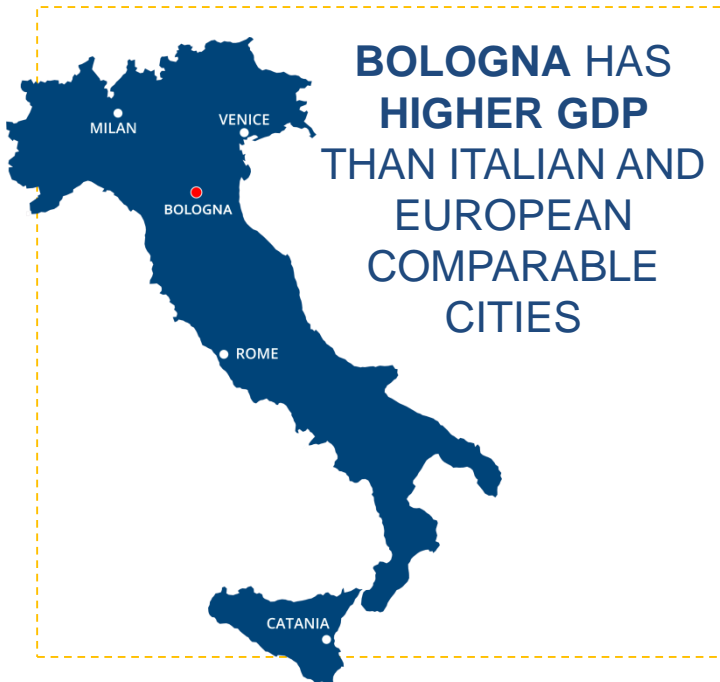 BOLOGNA HAS
HIGHER GDP
THAN ITALIAN AND
EUROPEAN
COMPARABLE
CITIES
MILAN
VENICE
BOLOGNA
ROME
CATANIA